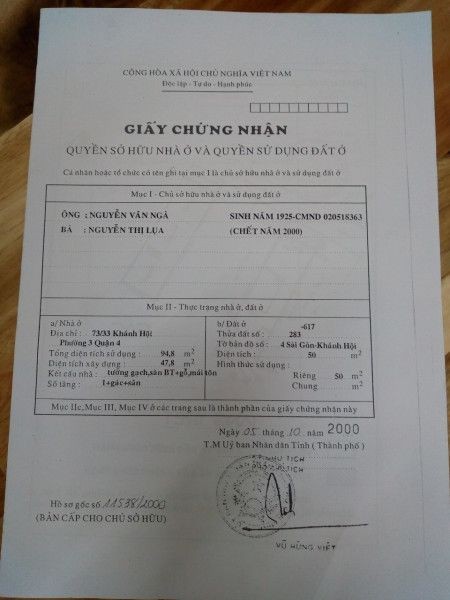 CỘNG HÒA XÃ HỘI CHỦ NGHĨA VIỆT NAM
Độc lập - Tự do - Hạnh phúc
GIẤY CHỨNG NHẬN
QUYỀN SỞ HỮU NHÀ Ở VÀ QUYỀN SỬ DỤNG ĐẤT Ở
Cá nhân hoặc tổ chức có tên ghi tại mục I là chủ sở hữu nhà ở và sử dụng đất ở
Mục I - Chủ sở hữu nhà ở và sử dụng đất ở
ÔNG : NGUYỄN VĂN NGÀ SINH NĂM 1925-CMND 020518363
BÀ : NGUYỄN THỊ LỤA (CHẾT NĂM 2000)
Mục II - Thực trạng nhà ở, đất ở
a/ Nhà ở
Địa chỉ : 73/33 Khánh Hội
Phường 3 Quận 4
Tổng diện tích sử dụng : 94,8 m2
Diện tích xây dựng : 47,8 m2
Kết cấu nhà : tường gạch,sàn BT+gỗ,mái tôn
Số tầng : 1+gác+sân
b/ Đất ở -617
Thửa đất số : 283
Tờ bản đồ số : 4 Sài Gòn-Khánh Hội
Diện tích : 50 m2
Hình thức sử dụng :
Riêng 50 m2
Chung m2
Mục IIc, Mục III, Mục IV ở các trang sau là thành phần của giấy chứng nhận này
Ngày 05 tháng 10 năm 2000
T.M Uỷ ban Nhân dân Tỉnh ( Thành phố )
CHỦ TỊCH
Hồ sơ gốc số 11538/2000
(BẢN CẤP CHO CHỦ SỞ HỮU)
VŨ HÙNG VIỆT